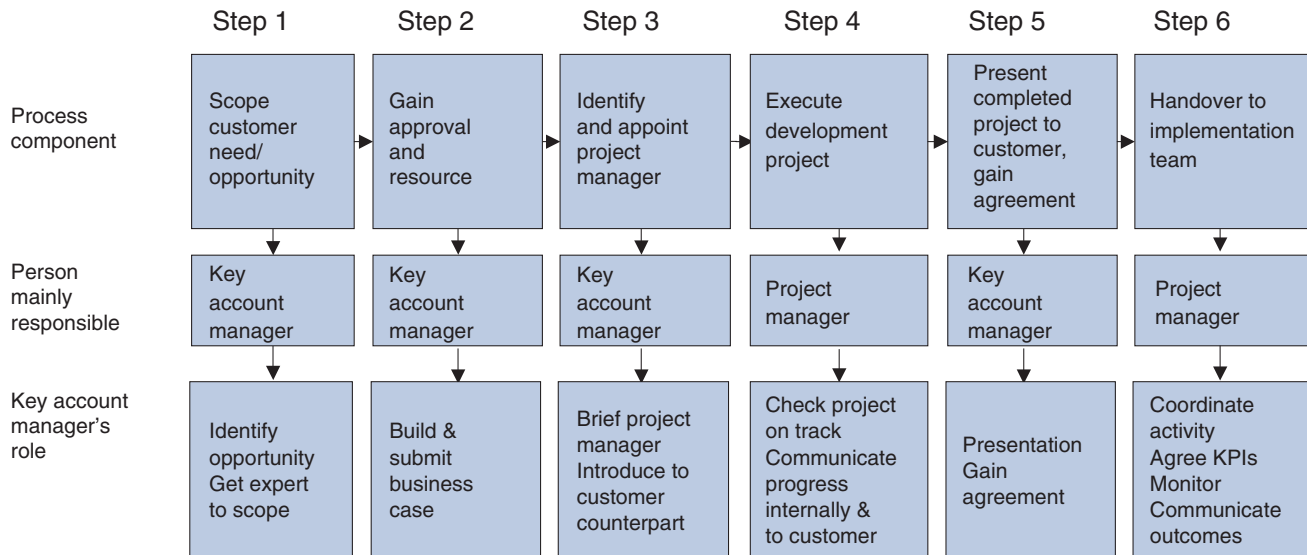 Step 1
Step 2
Step 3
Step 4
Step 5
Step 6
Process
component
Scope
customer
need/
opportunity
Gain
approval
and
resource
Identify
and appoint
project
manager
Execute
development
project
Present
completed
project to
customer,
gain
agreement
Handover to
implementation
team
Person
mainly
responsible
Key
account
manager
Key
account
manager
Key
account
manager
Project
manager
Key
account
manager
Project
manager
Key account
manager's
role
Identify
opportunity
Get expert
to scope
Build &
submit
business
case
Brief project
manager
Introduce to
customer
counterpart
Check project
on track
Communicate
progress
internally &
to customer
Presentation
Gain
agreement
Coordinate
activity
Agree KPIs
Monitor
Communicate
outcomes